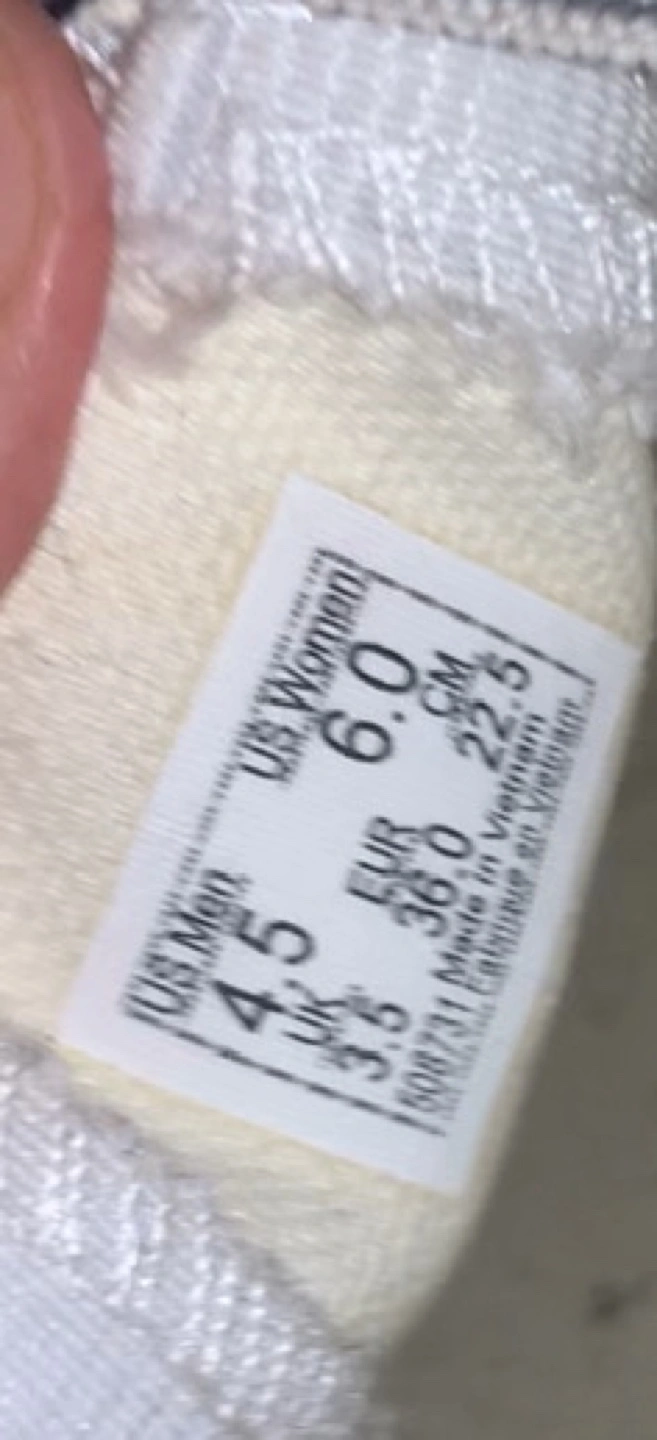 US Men US Women
4.5 6.0
UK EUR CM
3.5 36.0 22.5
508731 Made in Vietnam